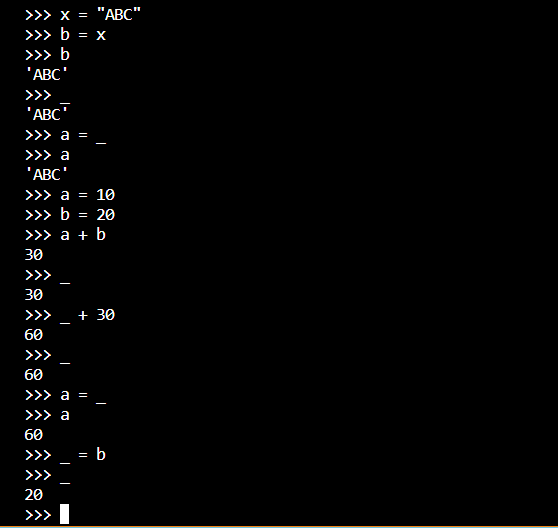 >>> x = "ABC"
>>> b = x
>>> b
'ABC'
>>> _
'ABC'
>>> a = _
>>> a
'ABC'
>>> a = 10
>>> b = 20
>>> a + b
30
>>> _
30
>>> _ + 30
60
>>> _
60
>>> a = _
>>> a
60
>>> _ = b
>>> _
20
>>>